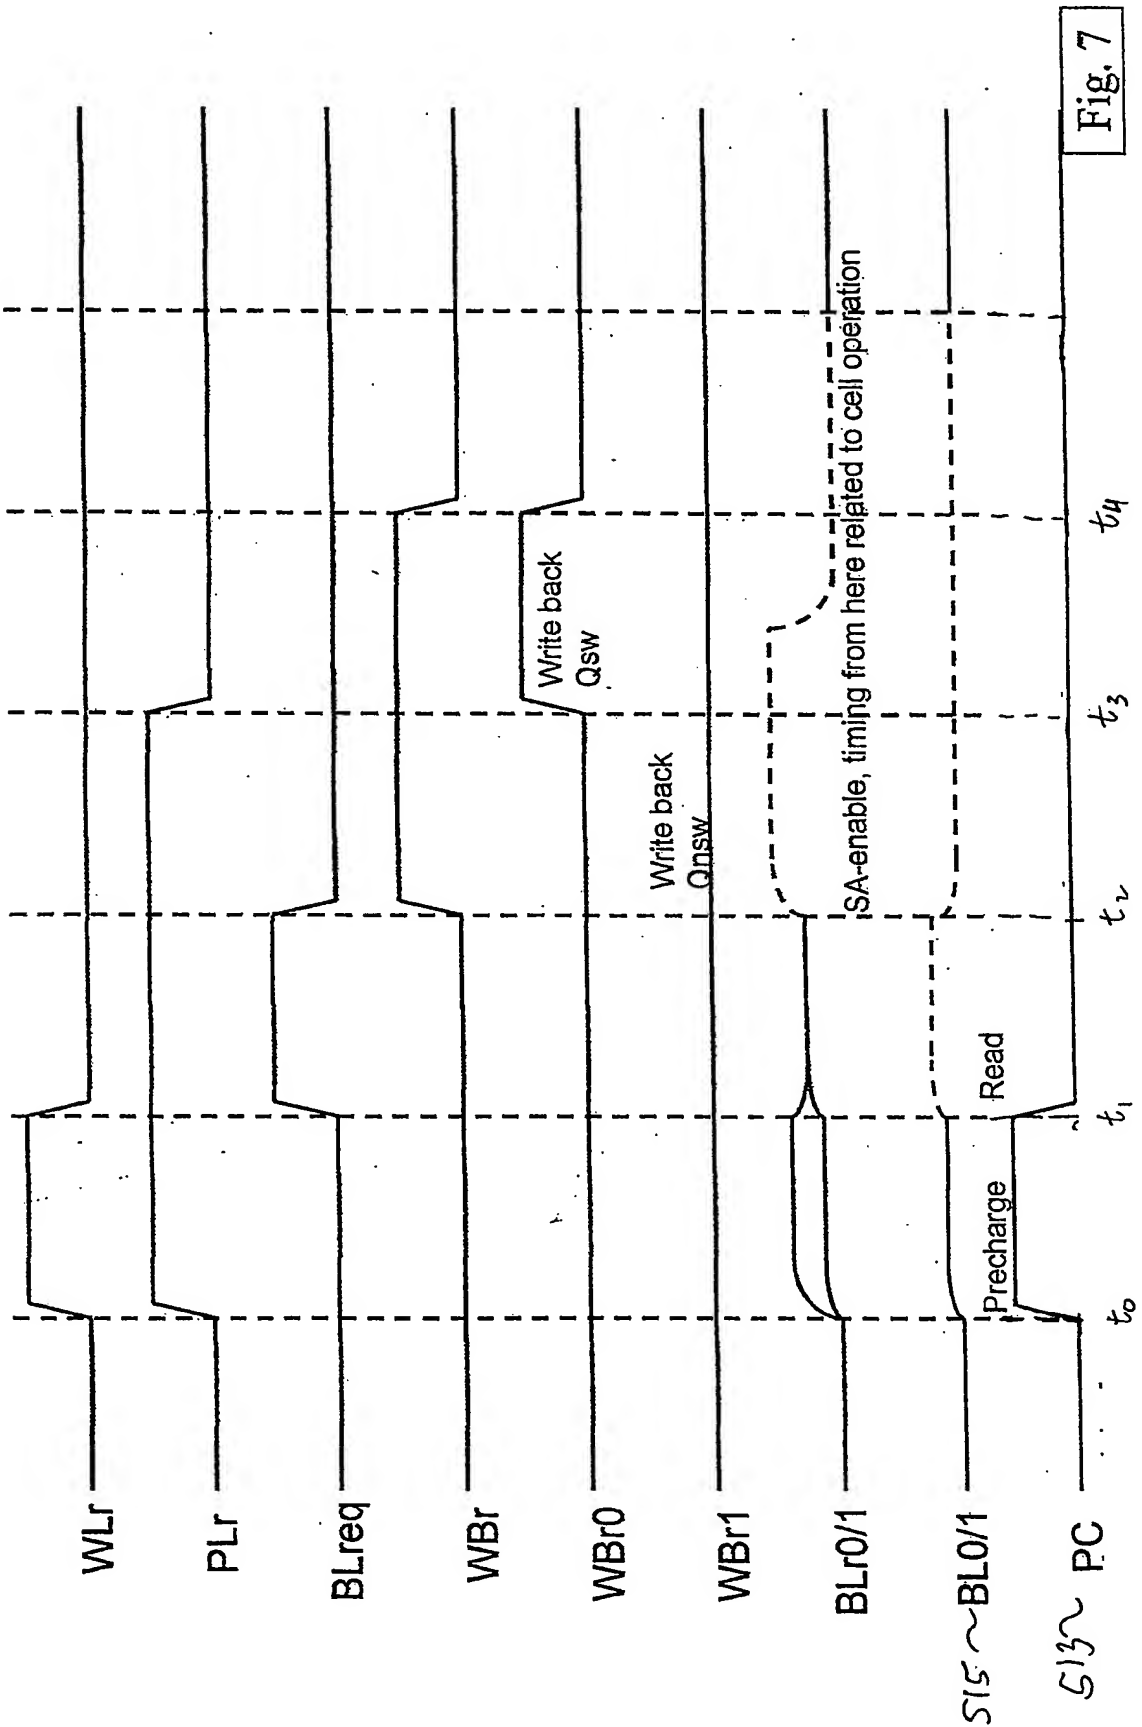 WLr
PLr
BLreq
WBr
WBr0
WBr1
BLr0/1
515 ~ BL0/1
513 ~ PC
Write back
Qnsw
Write back
Qsw
SA-enable, timing from here related to cell operation
Precharge
Read
t0
t1
t2
t3
t4
Fig. 7